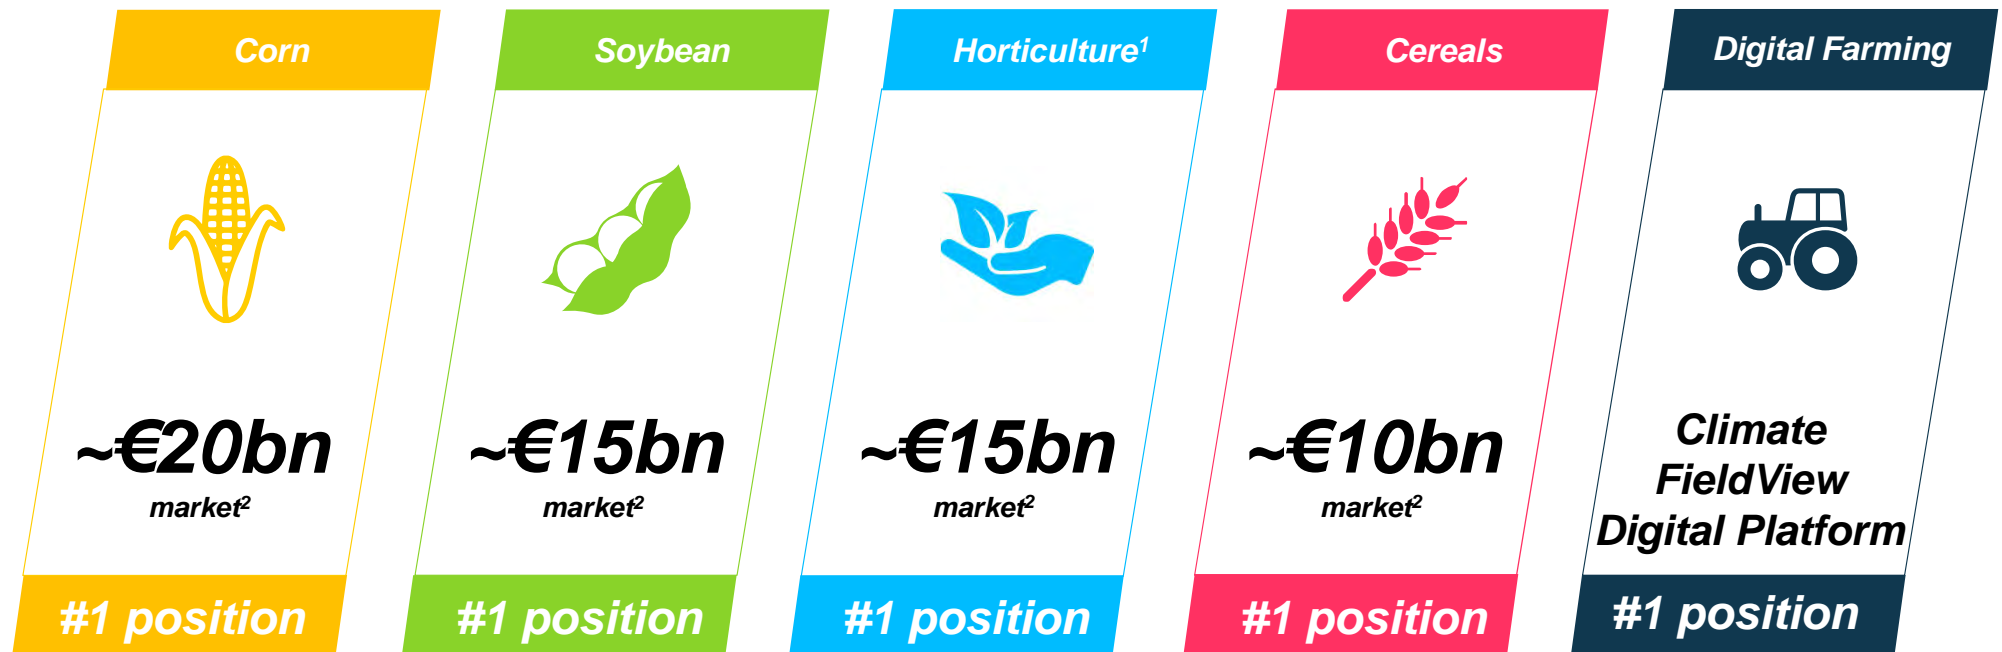 Corn
~€20bn
market²
#1 position
Soybean
~€15bn
market²
#1 position
Horticulture¹
~€15bn
market²
#1 position
Cereals
~€10bn
market²
#1 position
Digital Farming
Climate
FieldView
Digital Platform
#1 position